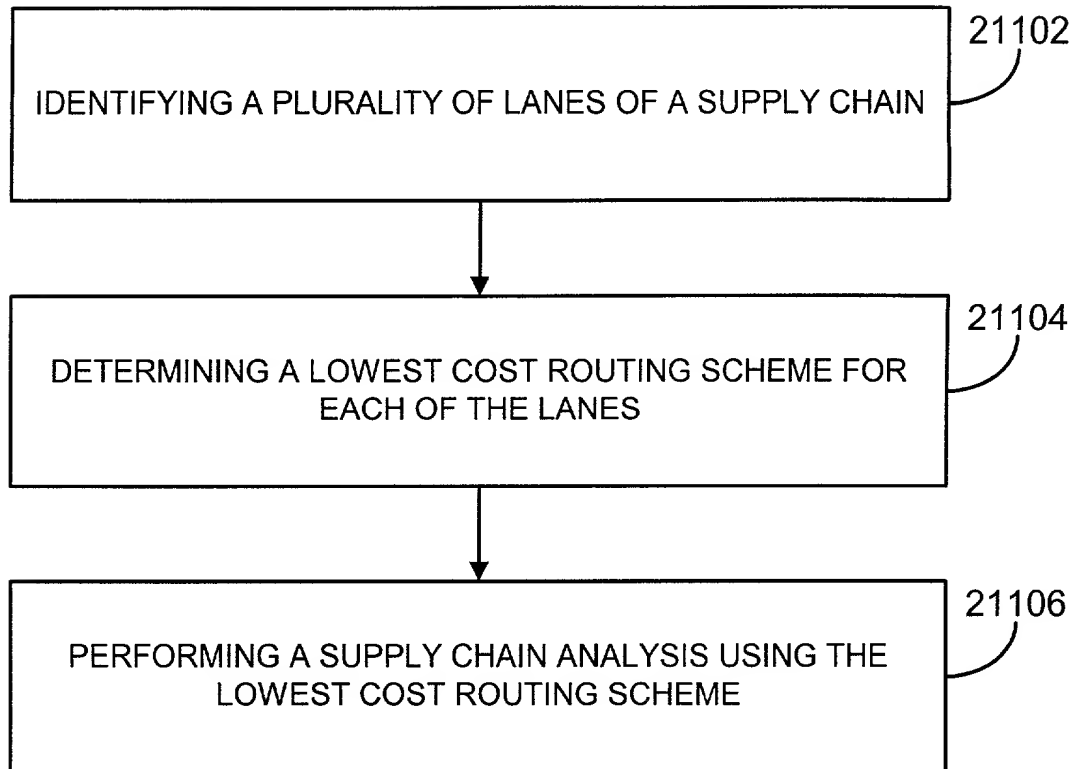 21102
IDENTIFYING A PLURALITY OF LANES OF A SUPPLY CHAIN
21104
DETERMINING A LOWEST COST ROUTING SCHEME FOR
EACH OF THE LANES
21106
PERFORMING A SUPPLY CHAIN ANALYSIS USING THE
LOWEST COST ROUTING SCHEME